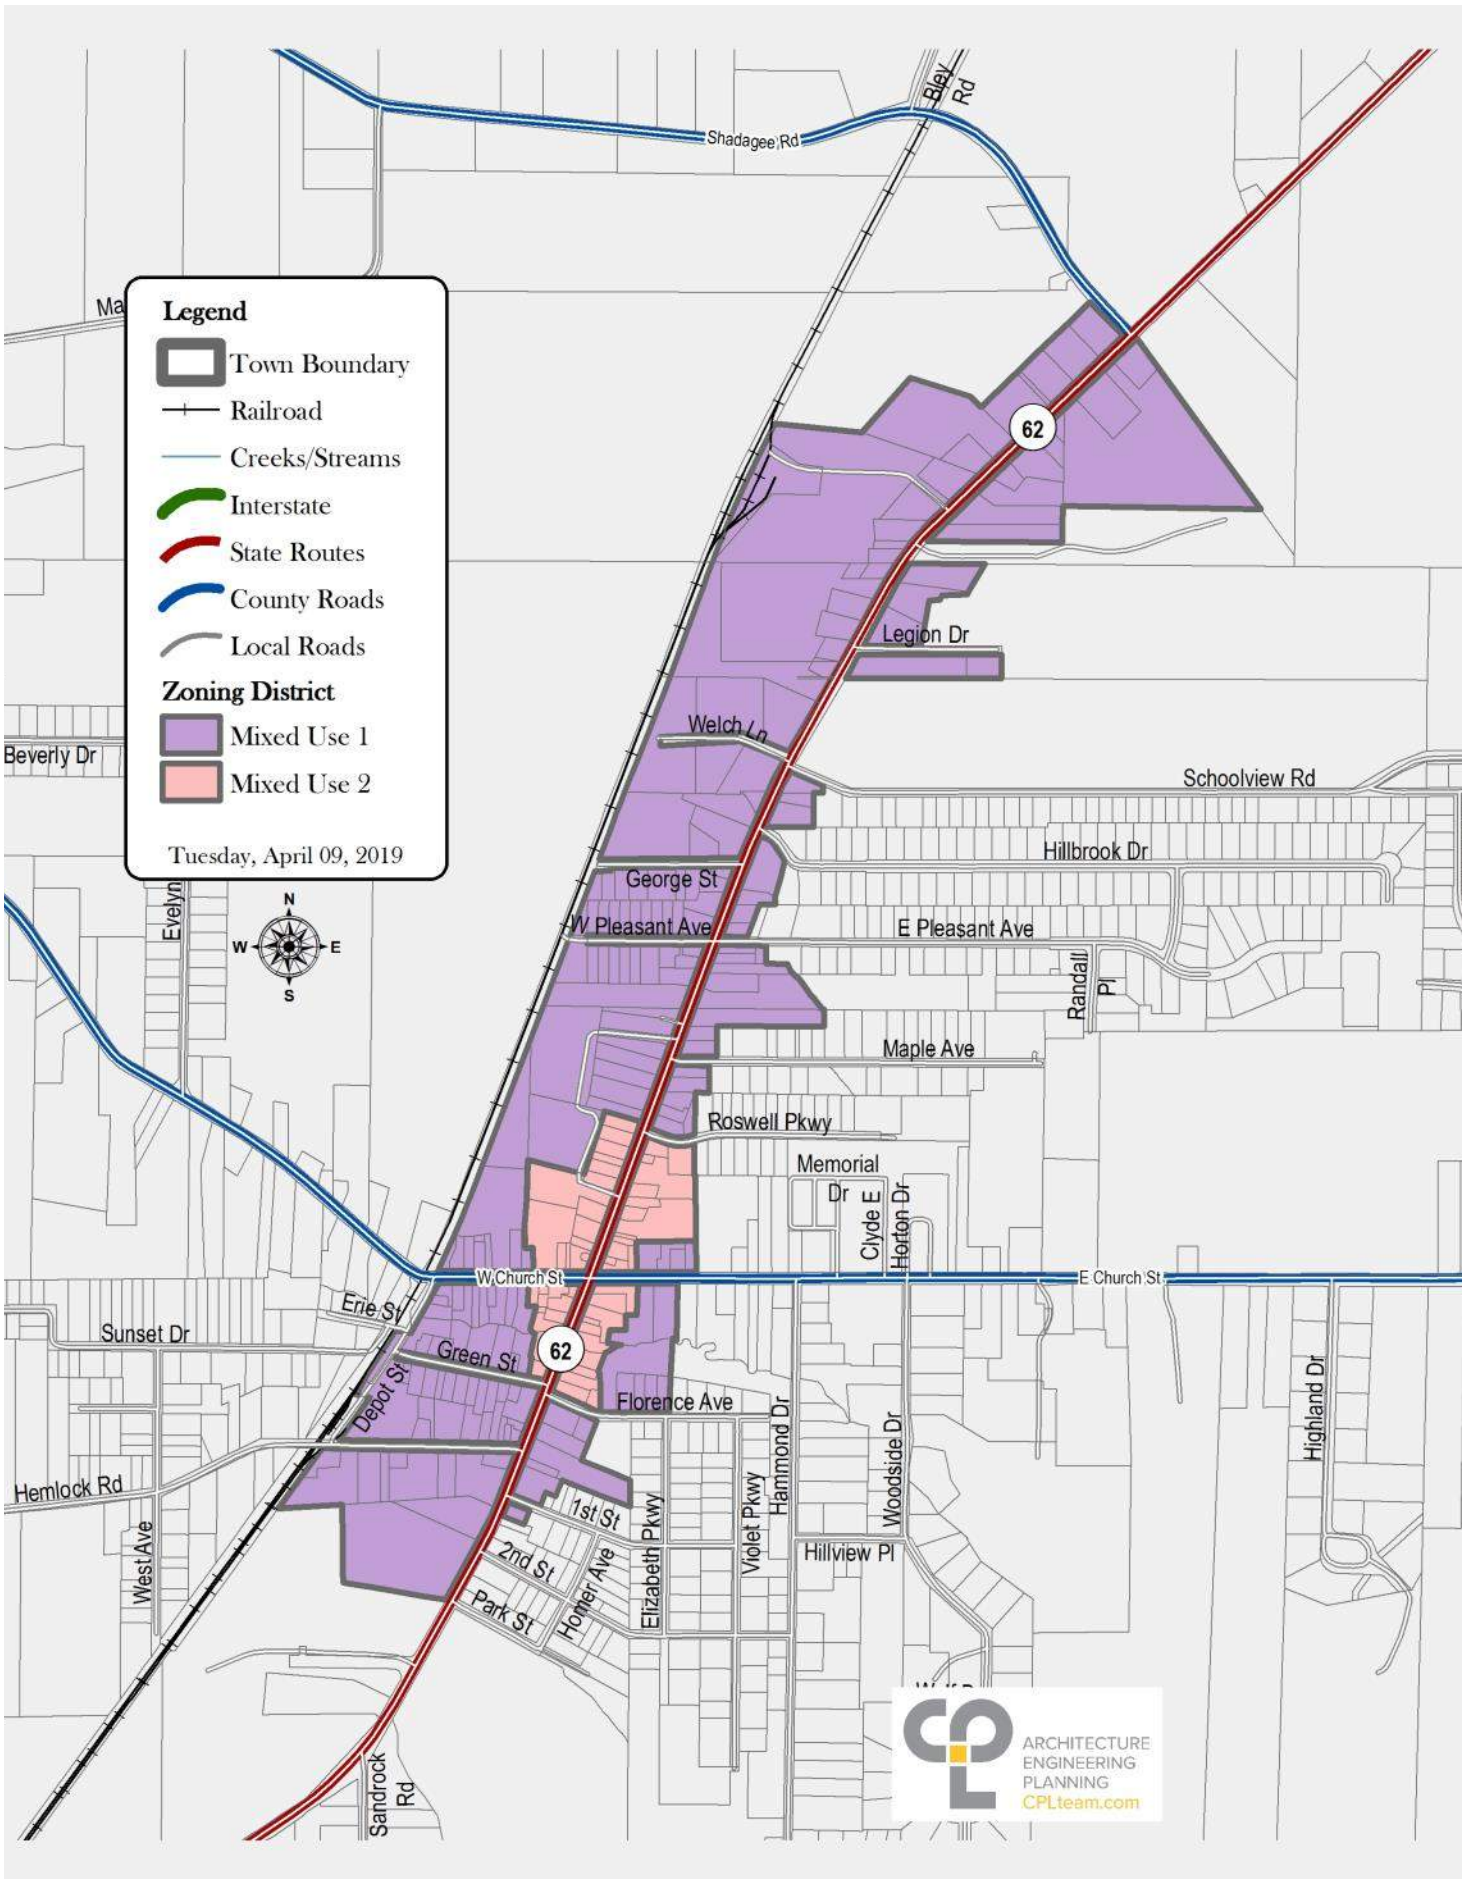 Bley
Rd
Shadagee Rd
Ma
Legend
Town Boundary
Railroad
Creeks/Streams
Interstate
State Routes
County Roads
Local Roads
Zoning District
Mixed Use 1
Mixed Use 2
Tuesday, April 09, 2019
62
Legion Dr
Welch Ln
Beverly Dr
Schoolview Rd
Hillbrook Dr
George St
Evelyn
N
W
E
S
W Pleasant Ave
E Pleasant Ave
Randall
Pl
Maple Ave
Roswell Pkwy
Memorial
Dr
Clyde E
Horton Dr
W Church St
E Church St
Erie St
Sunset Dr
Green St
62
Depot St
Florence Ave
Hammond Dr
Woodside Dr
Highland Dr
Hemlock Rd
West Ave
1st St
2nd St
Homer Ave
Elizabeth Pkwy
Violet Pkwy
Hillview Pl
Park St
Sandrock
Rd
CPL
ARCHITECTURE
ENGINEERING
PLANNING
CPLteam.com